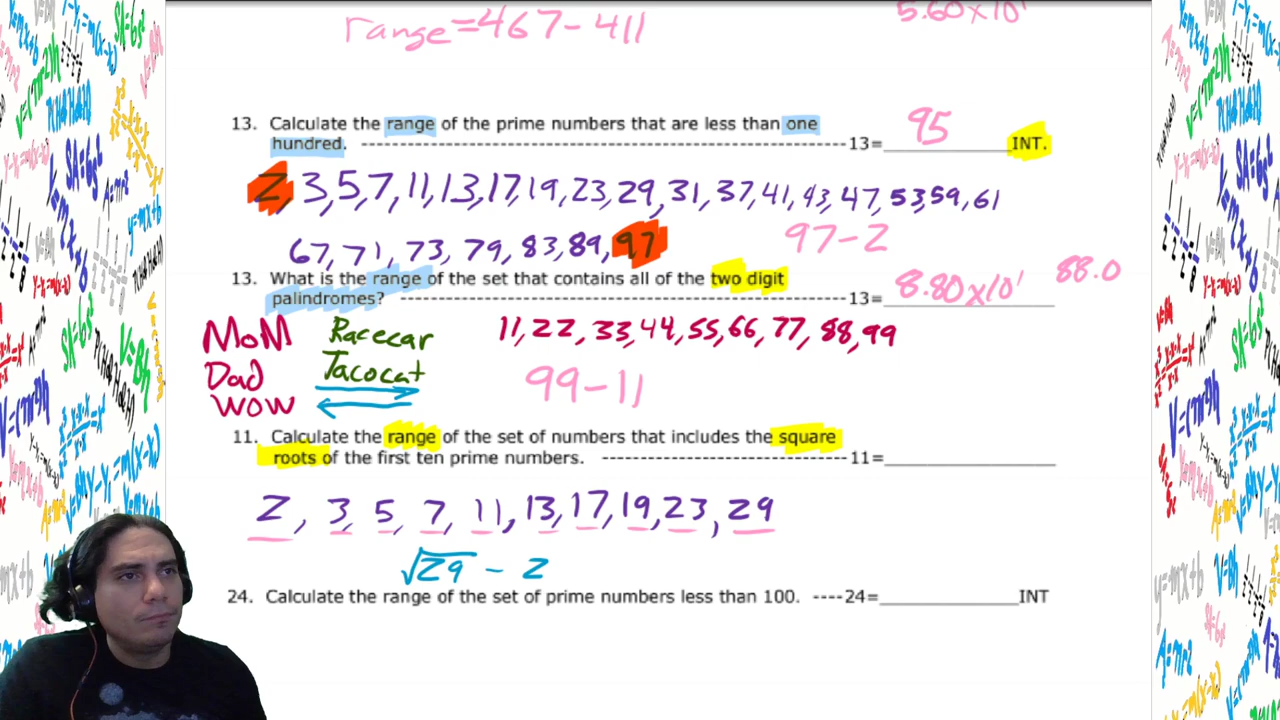 range=467-411
5.60x10'
13. Calculate the range of the prime numbers that are less than one
hundred. ----13=
95
INT.
2, 3, 5, 7, 11, 13, 17, 19, 23, 29, 31, 37, 41, 43, 47, 53, 59, 61
67, 71, 73, 79, 83, 89, 97
97-2
13. What is the range of the set that contains all of the two digit
palindromes? ----13=
8.80x10'
88.0
MoM
Dad
WOW
Racecar
Tacocat
11, 22, 33, 44, 55, 66, 77, 88, 99
99-11
11. Calculate the range of the set of numbers that includes the square
roots of the first ten prime numbers. ----11=
2, 3, 5, 7, 11, 13, 17, 19, 23, 29
√29 - 2
24. Calculate the range of the set of prime numbers less than 100. ----24= INT